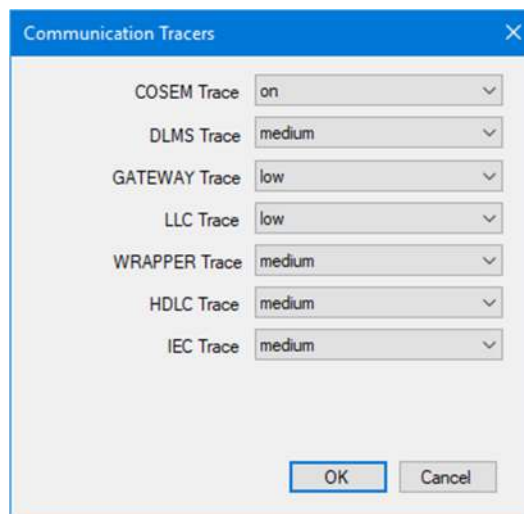 Communication Tracers
COSEM Trace on
DLMS Trace medium
GATEWAY Trace low
LLC Trace low
WRAPPER Trace medium
HDLC Trace medium
IEC Trace medium
OK Cancel